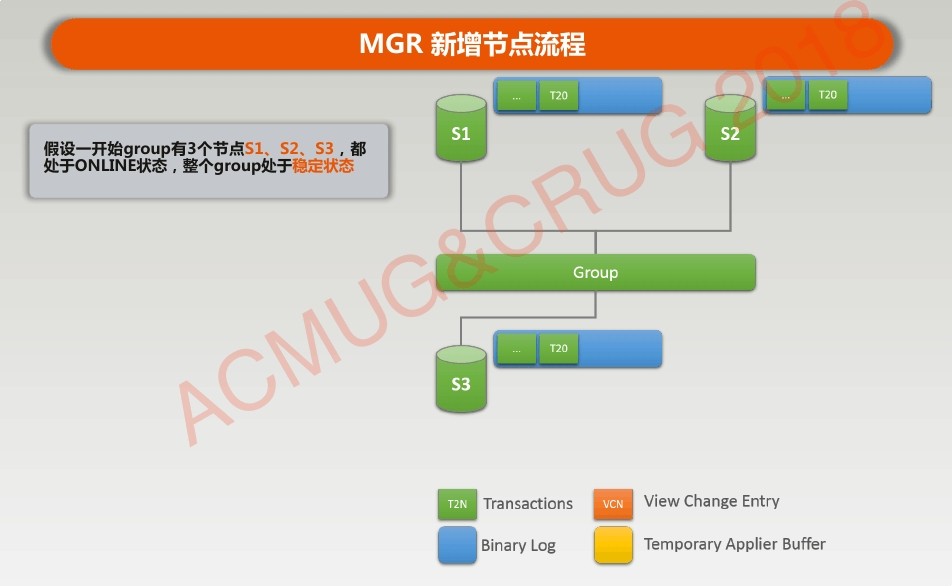 MGR 新增节点流程
假设一开始group有3个节点S1、S2、S3，都
处于ONLINE状态，整个group处于稳定状态
... T20
S1
... T20
S2
Group
... T20
S3
T2N Transactions
VCN View Change Entry
Binary Log
Temporary Applier Buffer
ACMUG&CRUG 2018